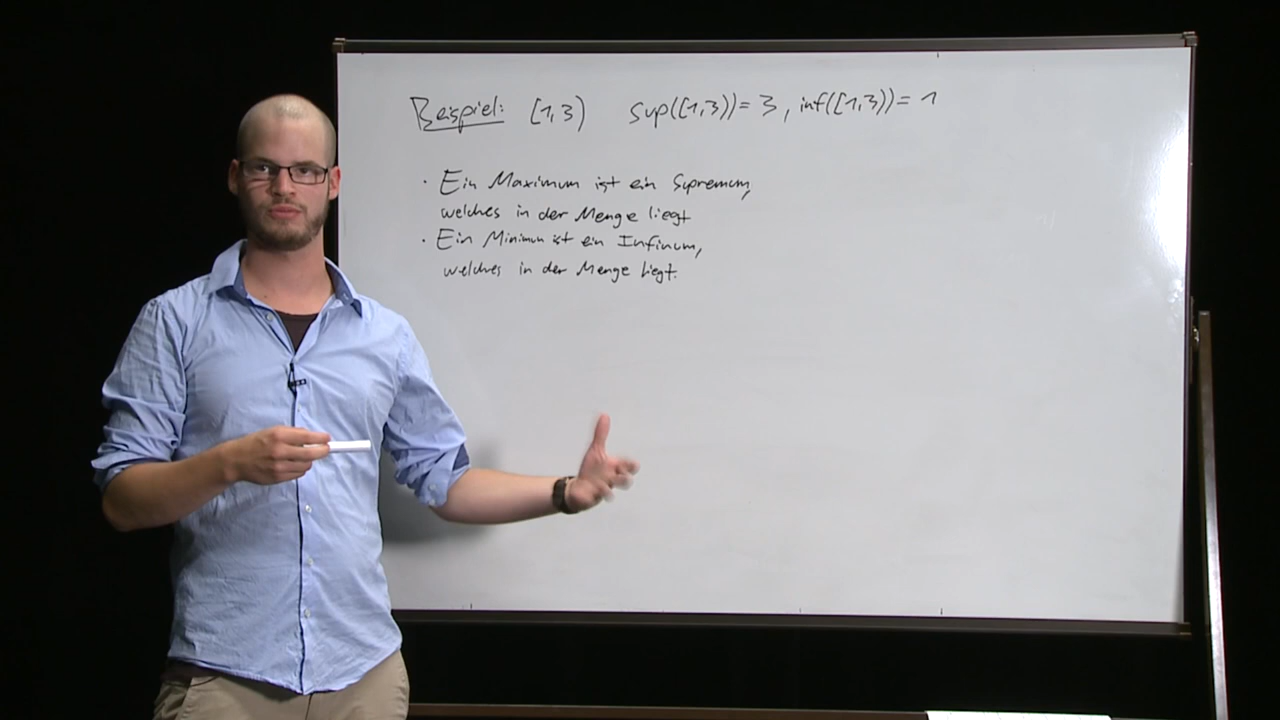 Beispiel: [1,3) sup([1,3)) = 3, inf([1,3)) = 1
· Ein Maximum ist ein Supremum,
welches in der Menge liegt
· Ein Minimum ist ein Infinum,
welches in der Menge liegt.